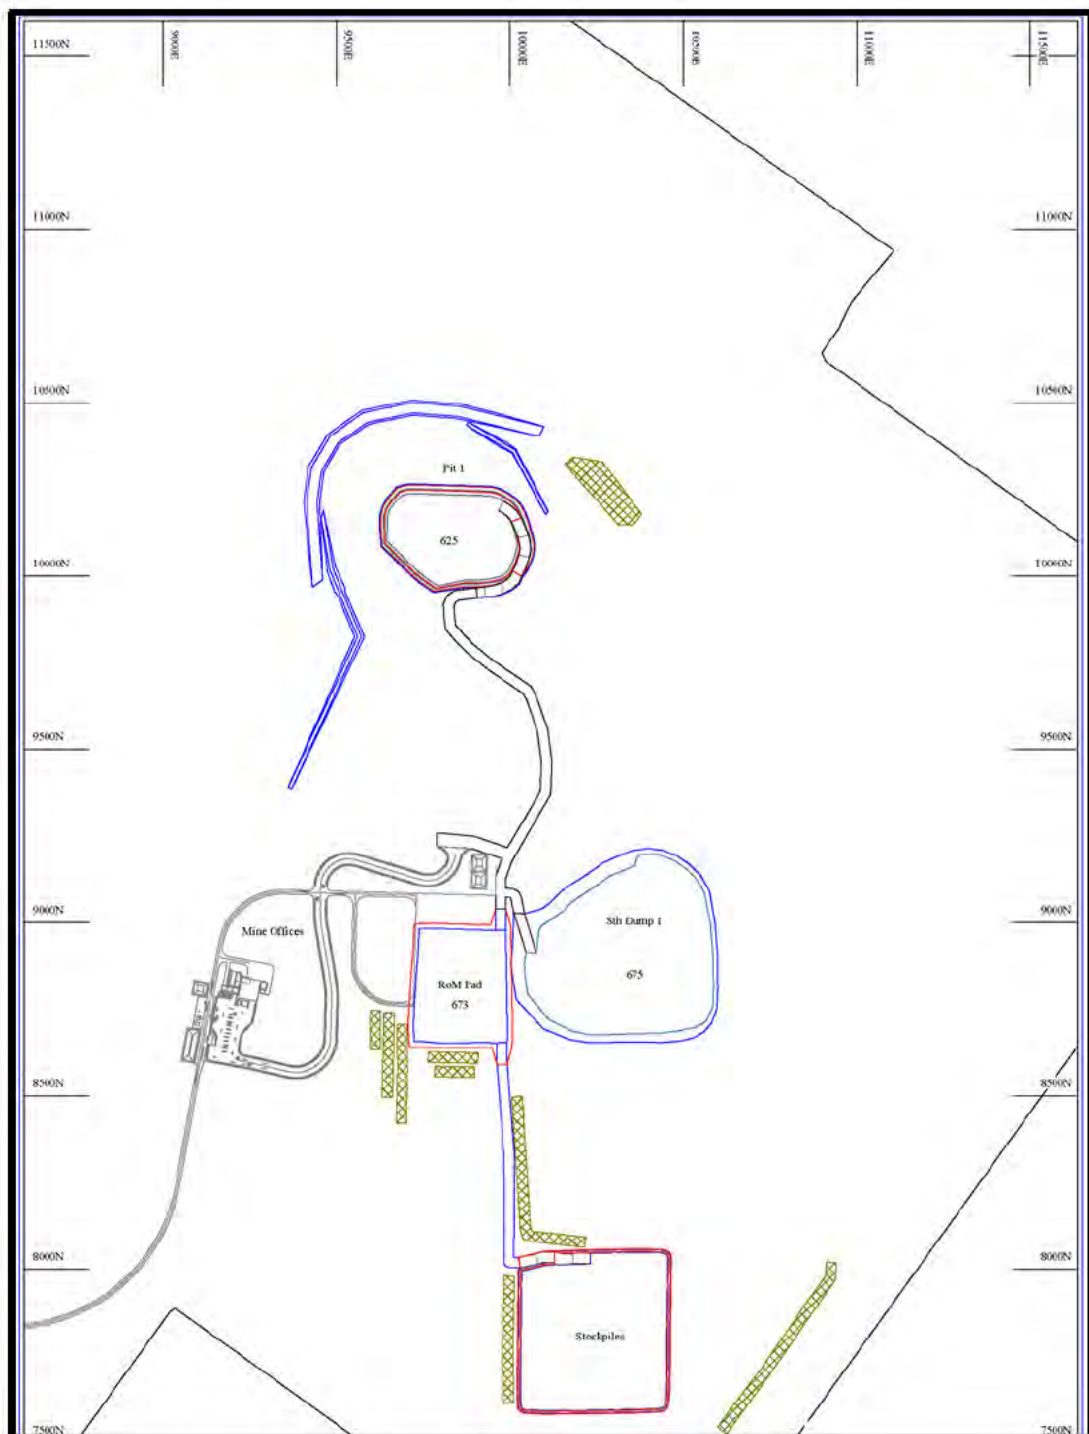 9000E
9500E
10000E
10500E
11000E
11500E
11500N
11000N 11000N
10500N 10500N
Pit 1
625
10000N 10000N
9500N 9500N
9000N 9000N
Mine Offices
Sth Dump 1
675
RoM Pad
673
8500N 8500N
8000N 8000N
Stockpiles
7500N 7500N